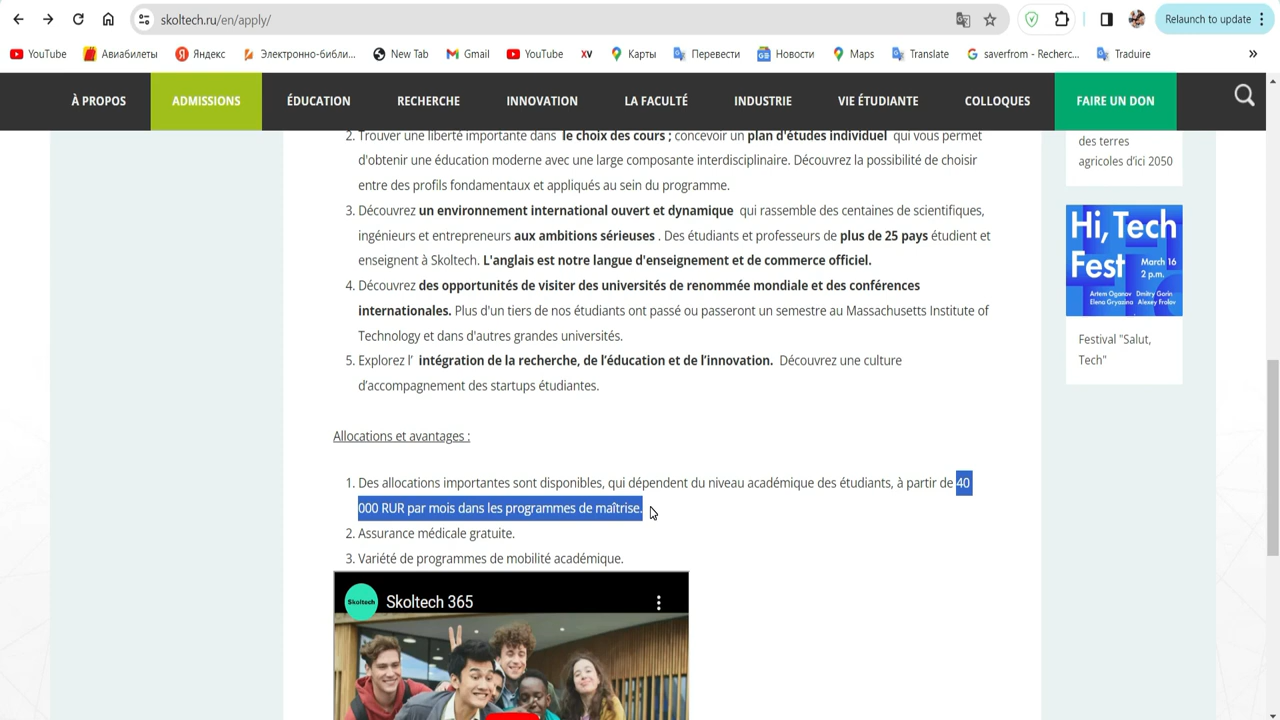 skoltech.ru/en/apply/
Relaunch to update
YouTube
Авиабилеты
Яндекс
Электронно-библи...
New Tab
Gmail
YouTube
XV
Карты
Перевести
Новости
Maps
Translate
saverfrom - Recherc...
Traduire
»
À PROPOS
ADMISSIONS
ÉDUCATION
RECHERCHE
INNOVATION
LA FACULTÉ
INDUSTRIE
VIE ÉTUDIANTE
COLLOQUES
FAIRE UN DON
2. Trouver une liberté importante dans le choix des cours ; concevoir un plan d'études individuel qui vous permet
d'obtenir une éducation moderne avec une large composante interdisciplinaire. Découvrez la possibilité de choisir
entre des profils fondamentaux et appliqués au sein du programme.
3. Découvrez un environnement international ouvert et dynamique qui rassemble des centaines de scientifiques,
ingénieurs et entrepreneurs aux ambitions sérieuses . Des étudiants et professeurs de plus de 25 pays étudient et
enseignent à Skoltech. L'anglais est notre langue d'enseignement et de commerce officiel.
4. Découvrez des opportunités de visiter des universités de renommée mondiale et des conférences
internationales. Plus d'un tiers de nos étudiants ont passé ou passeront un semestre au Massachusetts Institute of
Technology et dans d'autres grandes universités.
5. Explorez l’ intégration de la recherche, de l’éducation et de l’innovation. Découvrez une culture
d’accompagnement des startups étudiantes.
Allocations et avantages :
1. Des allocations importantes sont disponibles, qui dépendent du niveau académique des étudiants, à partir de 40
000 RUR par mois dans les programmes de maîtrise.
2. Assurance médicale gratuite.
3. Variété de programmes de mobilité académique.
Skoltech
Skoltech 365
des terres
agricoles d’ici 2050
Hi, Tech
Fest
March 16
2 p.m.
Artem Oganov Dmitry Gorin
Elena Gryazina Alexey Frolov
Festival "Salut,
Tech"